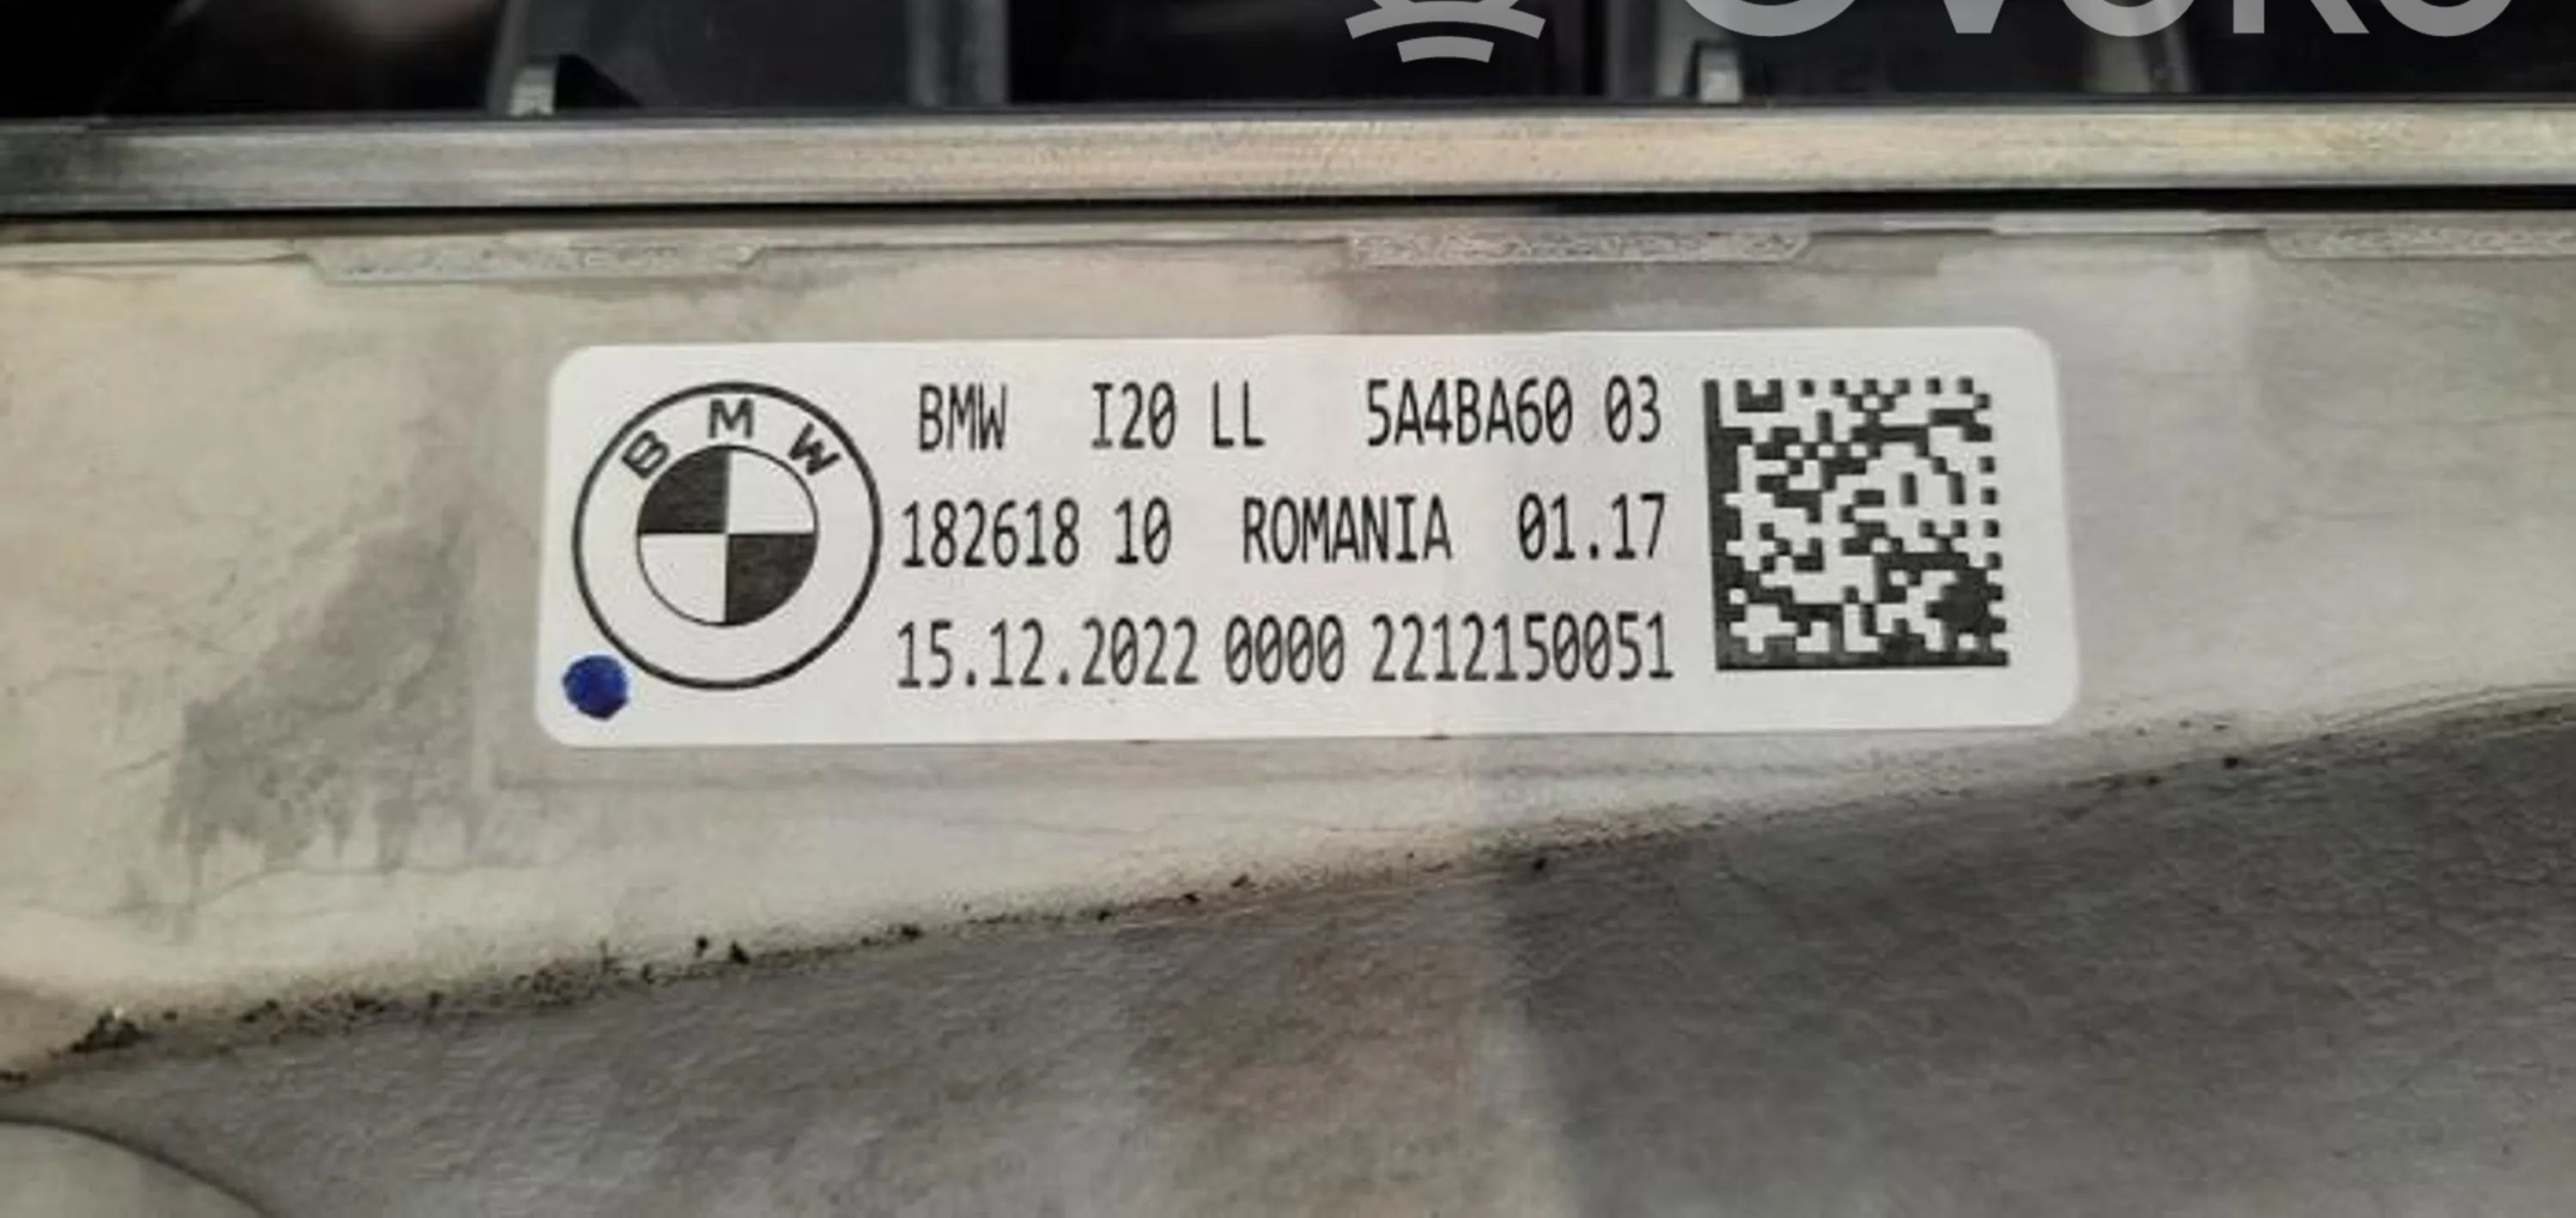 BMW
BMW I20 LL 5A4BA60 03
182618 10 ROMANIA 01.17
15.12.2022 0000 2212150051